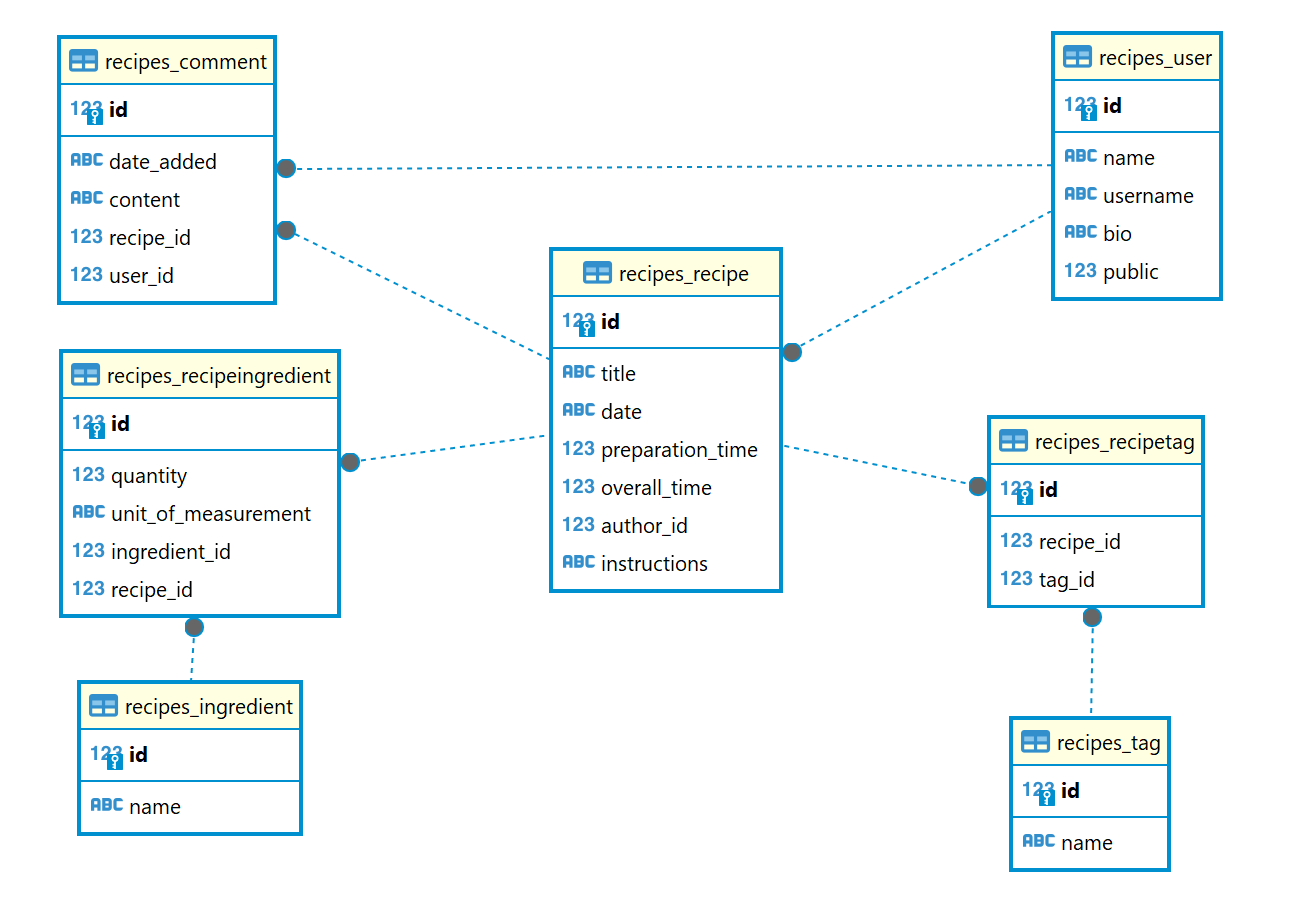 recipes_comment
123 id
ABC date_added
ABC content
123 recipe_id
123 user_id
recipes_user
123 id
ABC name
ABC username
ABC bio
123 public
recipes_recipe
123 id
ABC title
ABC date
123 preparation_time
123 overall_time
123 author_id
ABC instructions
recipes_recipeingredient
123 id
123 quantity
ABC unit_of_measurement
123 ingredient_id
123 recipe_id
recipes_recipetag
123 id
123 recipe_id
123 tag_id
recipes_ingredient
123 id
ABC name
recipes_tag
123 id
ABC name